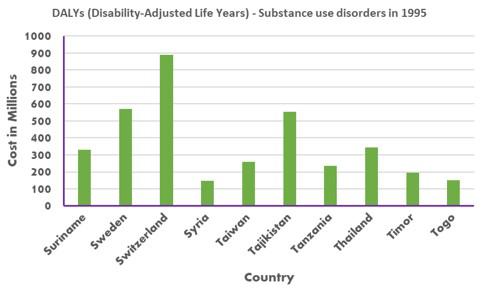 DALYs (Disability-Adjusted Life Years) - Substance use disorders in 1995
Cost in Millions
1000
900
800
700
600
500
400
300
200
100
0
Suriname
Sweden
Switzerland
Syria
Taiwan
Tajikistan
Tanzania
Thailand
Timor
Togo
Country